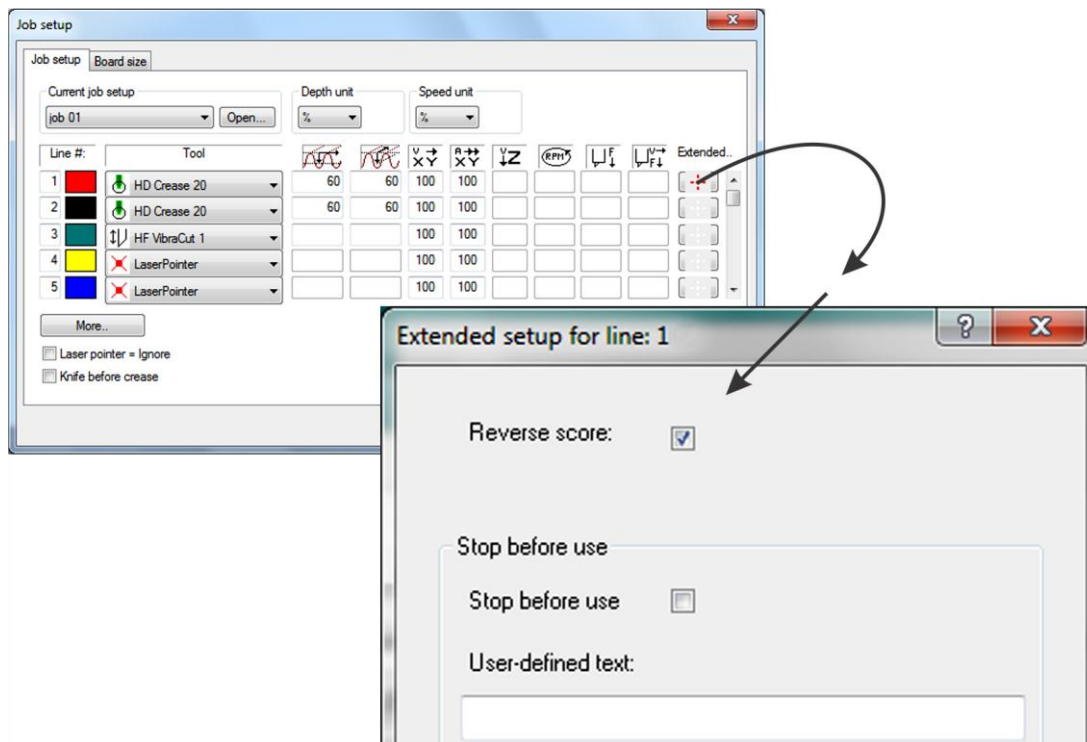 Job setup
Job setup Board size
Current job setup Depth unit Speed unit
job 01 Open... % %
Line #: Tool V XY A XY V Z RPM F V F Extended..
1 HD Crease 20 60 60 100 100
2 HD Crease 20 60 60 100 100
3 HF VibraCut 1 100 100
4 LaserPointer 100 100
5 LaserPointer 100 100
More..
Laser pointer = Ignore
Knife before crease
Extended setup for line: 1
Reverse score:
Stop before use
Stop before use
User-defined text: